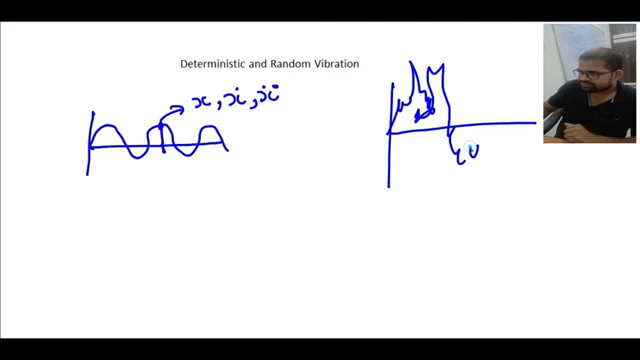 Deterministic and Random Vibration
x, ẋ, ẍ